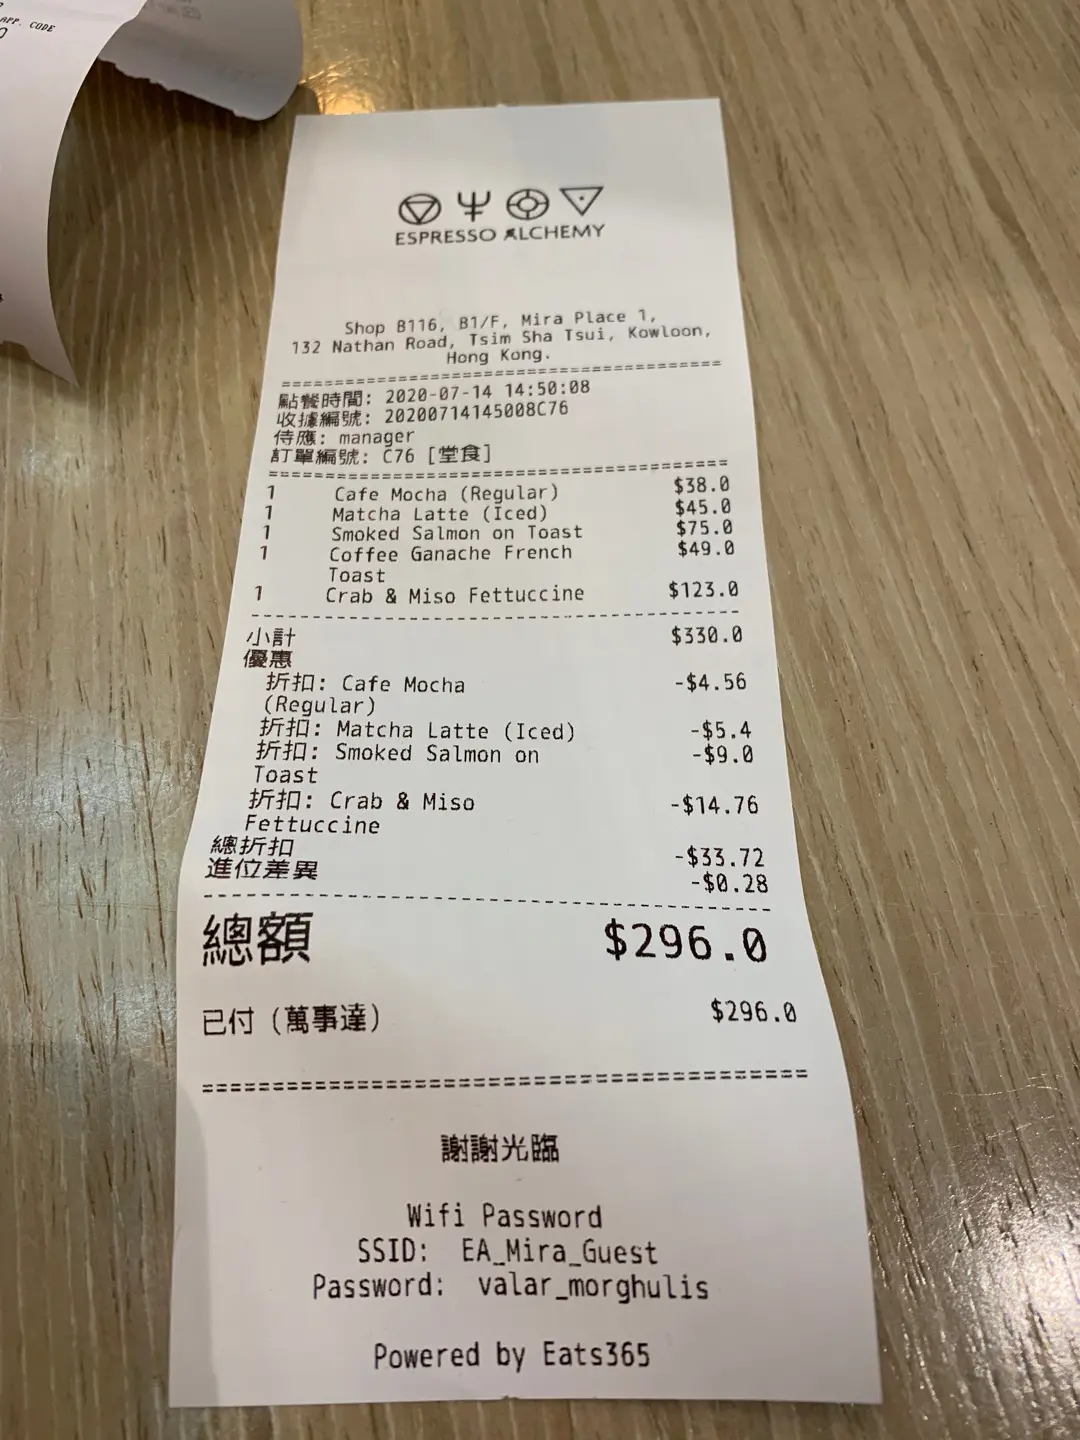 APP. CODE
ESPRESSO ALCHEMY
Shop B116, B1/F, Mira Place 1,
132 Nathan Road, Tsim Sha Tsui, Kowloon,
Hong Kong.
========================================
點餐時間: 2020-07-14 14:50:08
收據編號: 20200714145008C76
侍應: manager
訂單編號: C76 [堂食]
========================================
1 Cafe Mocha (Regular) $38.0
1 Matcha Latte (Iced) $45.0
1 Smoked Salmon on Toast $75.0
1 Coffee Ganache French $49.0
Toast
1 Crab & Miso Fettuccine $123.0
----------------------------------------
小計 $330.0
優惠
折扣: Cafe Mocha -$4.56
(Regular)
折扣: Matcha Latte (Iced) -$5.4
折扣: Smoked Salmon on -$9.0
Toast
折扣: Crab & Miso -$14.76
Fettuccine
總折扣 -$33.72
進位差異 -$0.28
----------------------------------------
總額 $296.0
已付 (萬事達) $296.0
========================================
謝謝光臨
Wifi Password
SSID: EA_Mira_Guest
Password: valar_morghulis
Powered by Eats365